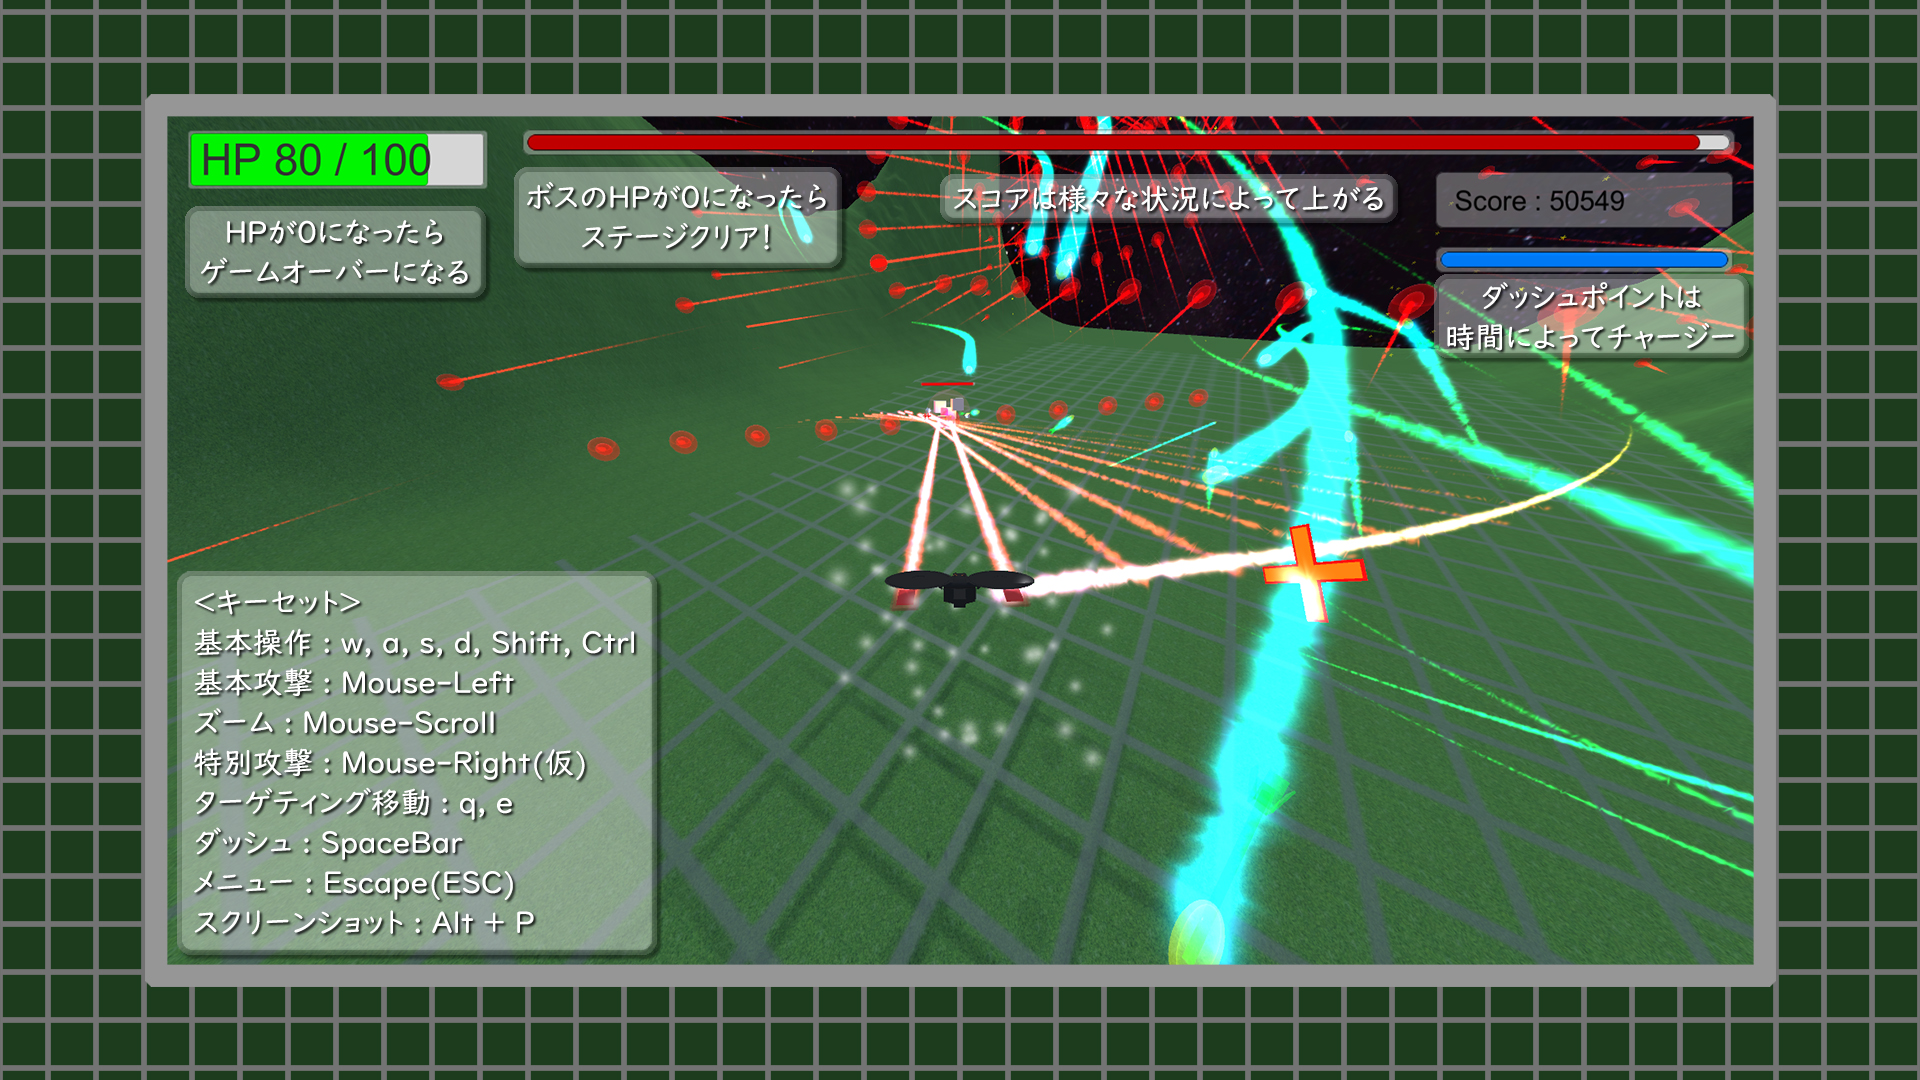 HP 80 / 100
HPが0になったら
ゲームオーバーになる
ボスのHPが0になったら
ステージクリア!
スコアは様々な状況によって上がる
Score : 50549
ダッシュポイントは
時間によってチャージー
<キーセット>
基本操作 : w, a, s, d, Shift, Ctrl
基本攻撃 : Mouse-Left
ズーム : Mouse-Scroll
特別攻撃 : Mouse-Right(仮)
ターゲティング移動 : q, e
ダッシュ : SpaceBar
メニュー : Escape(ESC)
スクリーンショット : Alt + P